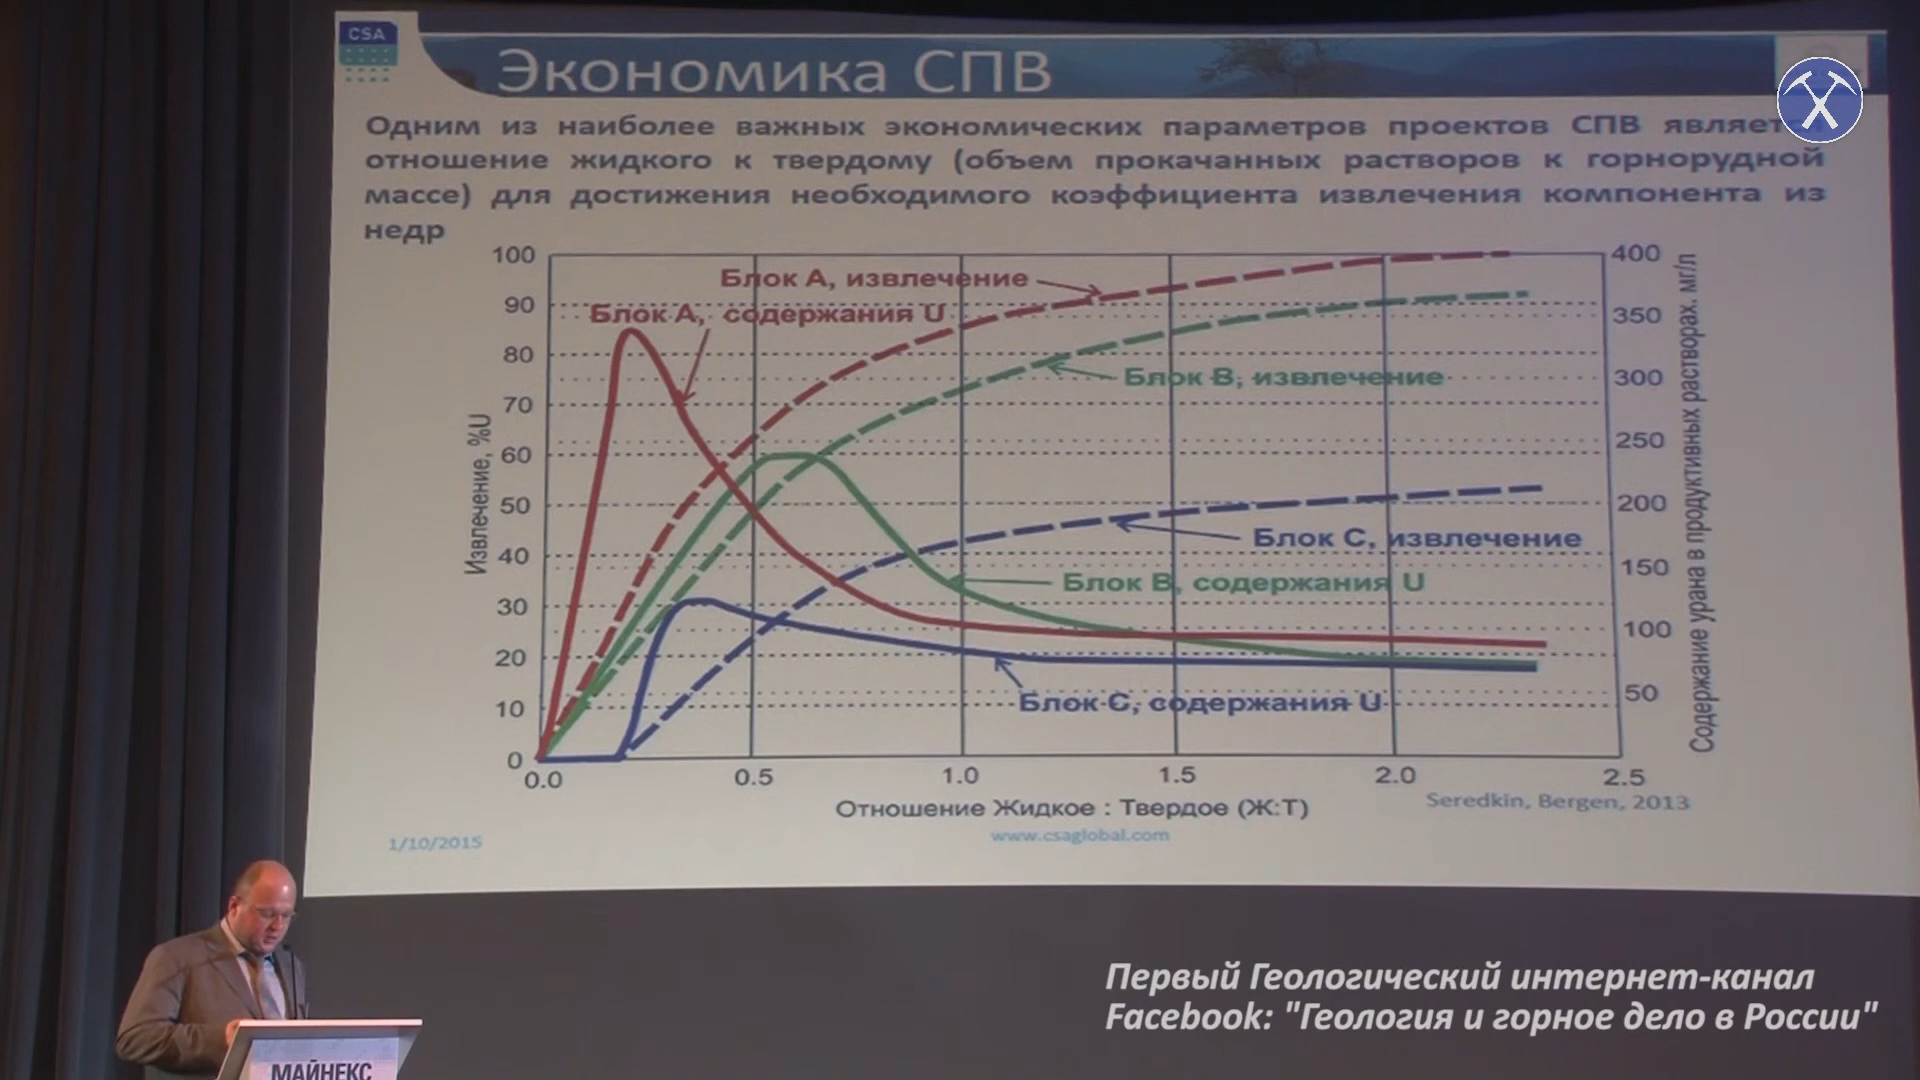 CSA
Экономика СПВ
Одним из наиболее важных экономических параметров проектов СПВ
отношение жидкого к твердому (объем прокачанных растворов к горнорудной
массе) для достижения необходимого коэффициента извлечения компонента из
недр
100
90
80
70
60
50
40
30
20
10
0
Извлечение, %U
Блок А, извлечение
Блок А, содержания U
Блок В, извлечение
Блок С, извлечение
Блок В, содержания U
Блок С, содержания U
400
350
300
250
200
150
100
50
Содержание урана в продуктивных растворах, мг/л
0.0 0.5 1.0 1.5 2.0 2.5
Отношение Жидкое : Твердое (Ж:Т)
Seredkin, Bergen, 2013
1/10/2015
www.csaglobal.com
МАЙНЕКС
Первый Геологический интернет-канал
Facebook: "Геология и горное дело в России"